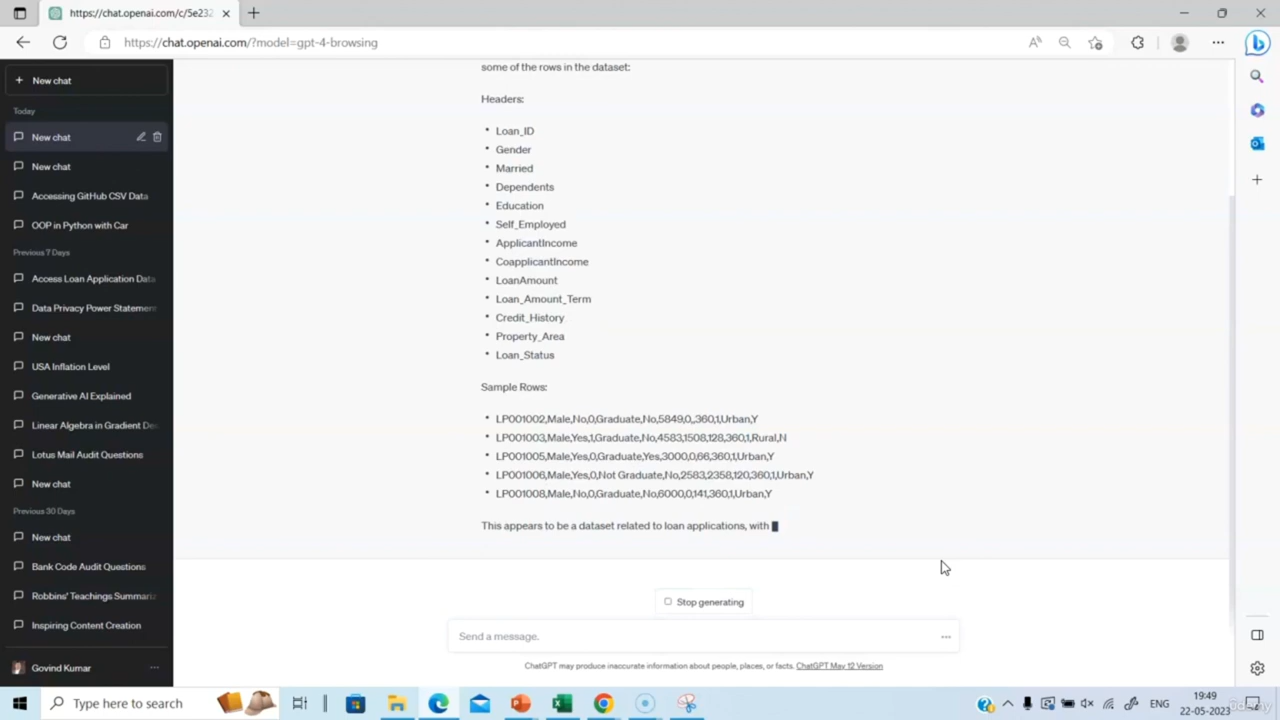 https://chat.openai.com/c/5e232
https://chat.openai.com/?model=gpt-4-browsing
New chat
Today
New chat
New chat
Accessing GitHub CSV Data
OOP in Python with Car
Previous 7 Days
Access Loan Application Data
Data Privacy Power Statement
New chat
USA Inflation Level
Generative AI Explained
Linear Algebra in Gradient Des
Lotus Mail Audit Questions
New chat
Previous 30 Days
New chat
Bank Code Audit Questions
Robbins' Teachings Summariz
Inspiring Content Creation
Govind Kumar
some of the rows in the dataset:
Headers:
• Loan_ID
• Gender
• Married
• Dependents
• Education
• Self_Employed
• ApplicantIncome
• CoapplicantIncome
• LoanAmount
• Loan_Amount_Term
• Credit_History
• Property_Area
• Loan_Status
Sample Rows:
• LP001002,Male,No,0,Graduate,No,5849,0,,360,1,Urban,Y
• LP001003,Male,Yes,1,Graduate,No,4583,1508,128,360,1,Rural,N
• LP001005,Male,Yes,0,Graduate,Yes,3000,0,66,360,1,Urban,Y
• LP001006,Male,Yes,0,Not Graduate,No,2583,2358,120,360,1,Urban,Y
• LP001008,Male,No,0,Graduate,No,6000,0,141,360,1,Urban,Y
This appears to be a dataset related to loan applications, with
Stop generating
Send a message.
ChatGPT may produce inaccurate information about people, places, or facts. ChatGPT May 12 Version
Type here to search
ENG
19:49
22-05-2023
Udemy